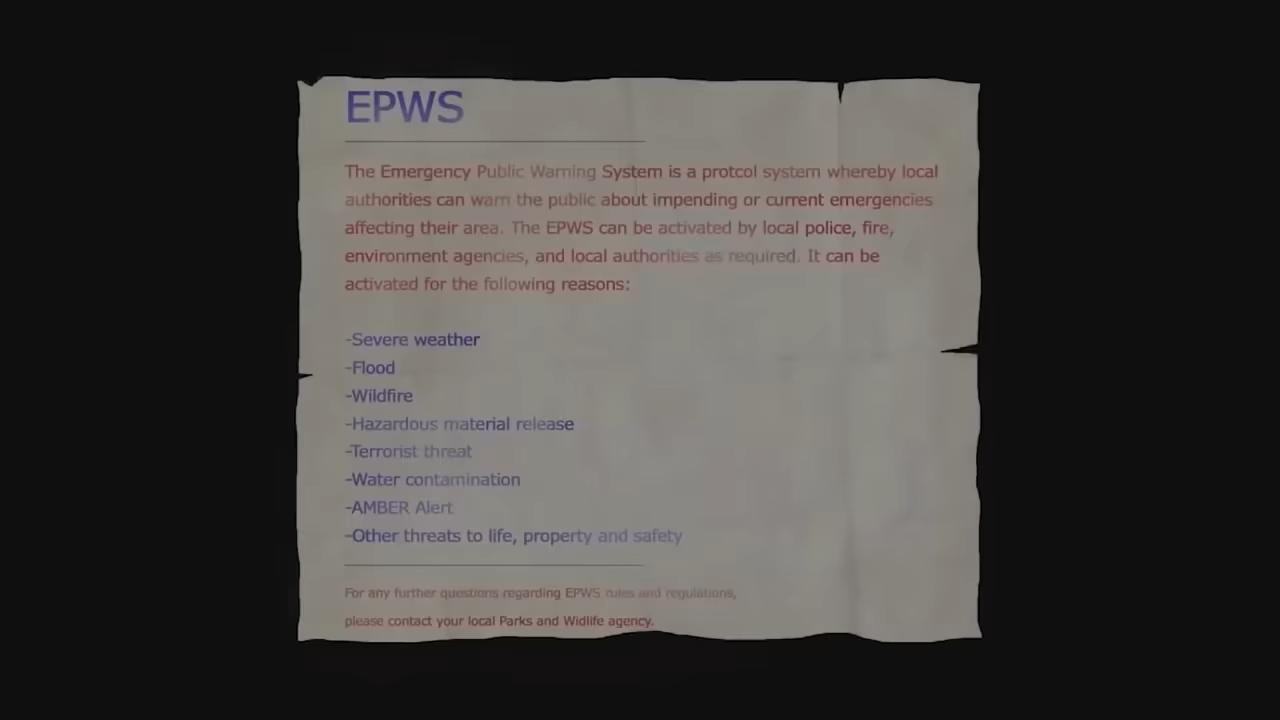 EPWS
The Emergency Public Warning System is a protcol system whereby local
authorities can warn the public about impending or current emergencies
affecting their area. The EPWS can be activated by local police, fire,
environment agencies, and local authorities as required. It can be
activated for the following reasons:
-Severe weather
-Flood
-Wildfire
-Hazardous material release
-Terrorist threat
-Water contamination
-AMBER Alert
-Other threats to life, property and safety
For any further questions regarding EPWS rules and regulations,
please contact your local Parks and Widlife agency.